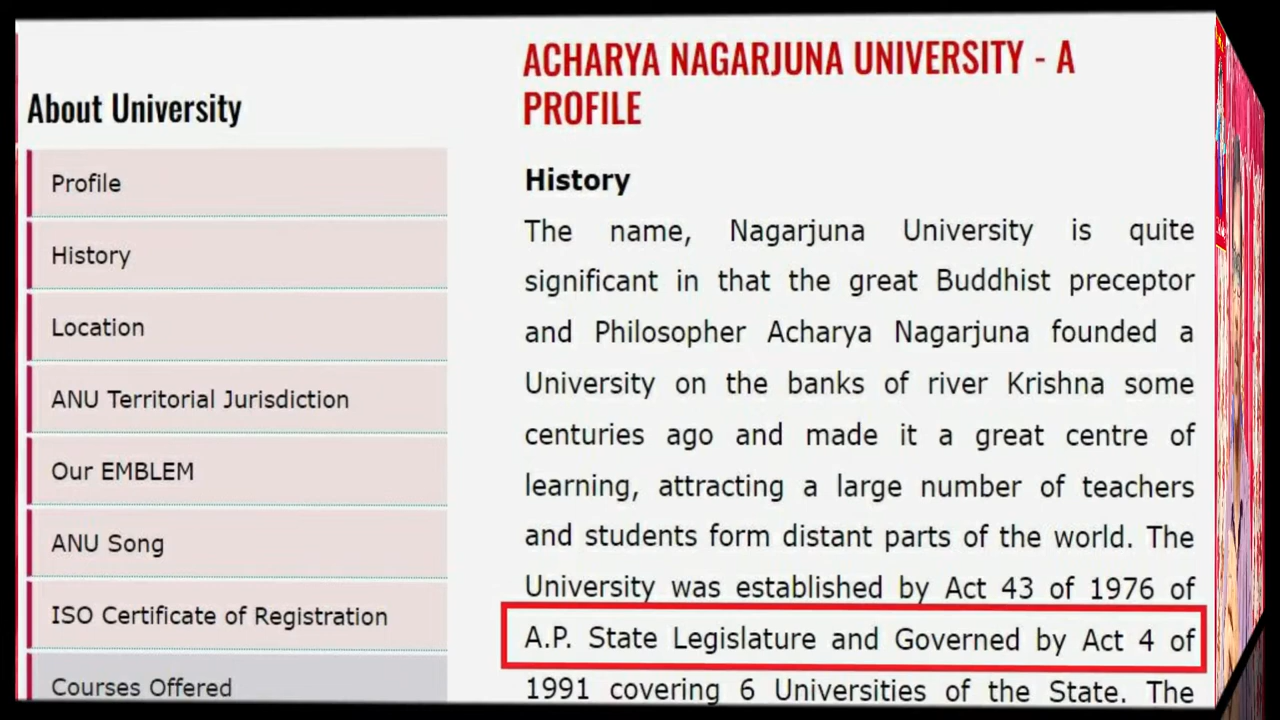 About University
Profile
History
Location
ANU Territorial Jurisdiction
Our EMBLEM
ANU Song
ISO Certificate of Registration
Courses Offered
ACHARYA NAGARJUNA UNIVERSITY - A
PROFILE
History
The name, Nagarjuna University is quite
significant in that the great Buddhist preceptor
and Philosopher Acharya Nagarjuna founded a
University on the banks of river Krishna some
centuries ago and made it a great centre of
learning, attracting a large number of teachers
and students form distant parts of the world. The
University was established by Act 43 of 1976 of
A.P. State Legislature and Governed by Act 4 of
1991 covering 6 Universities of the State. The